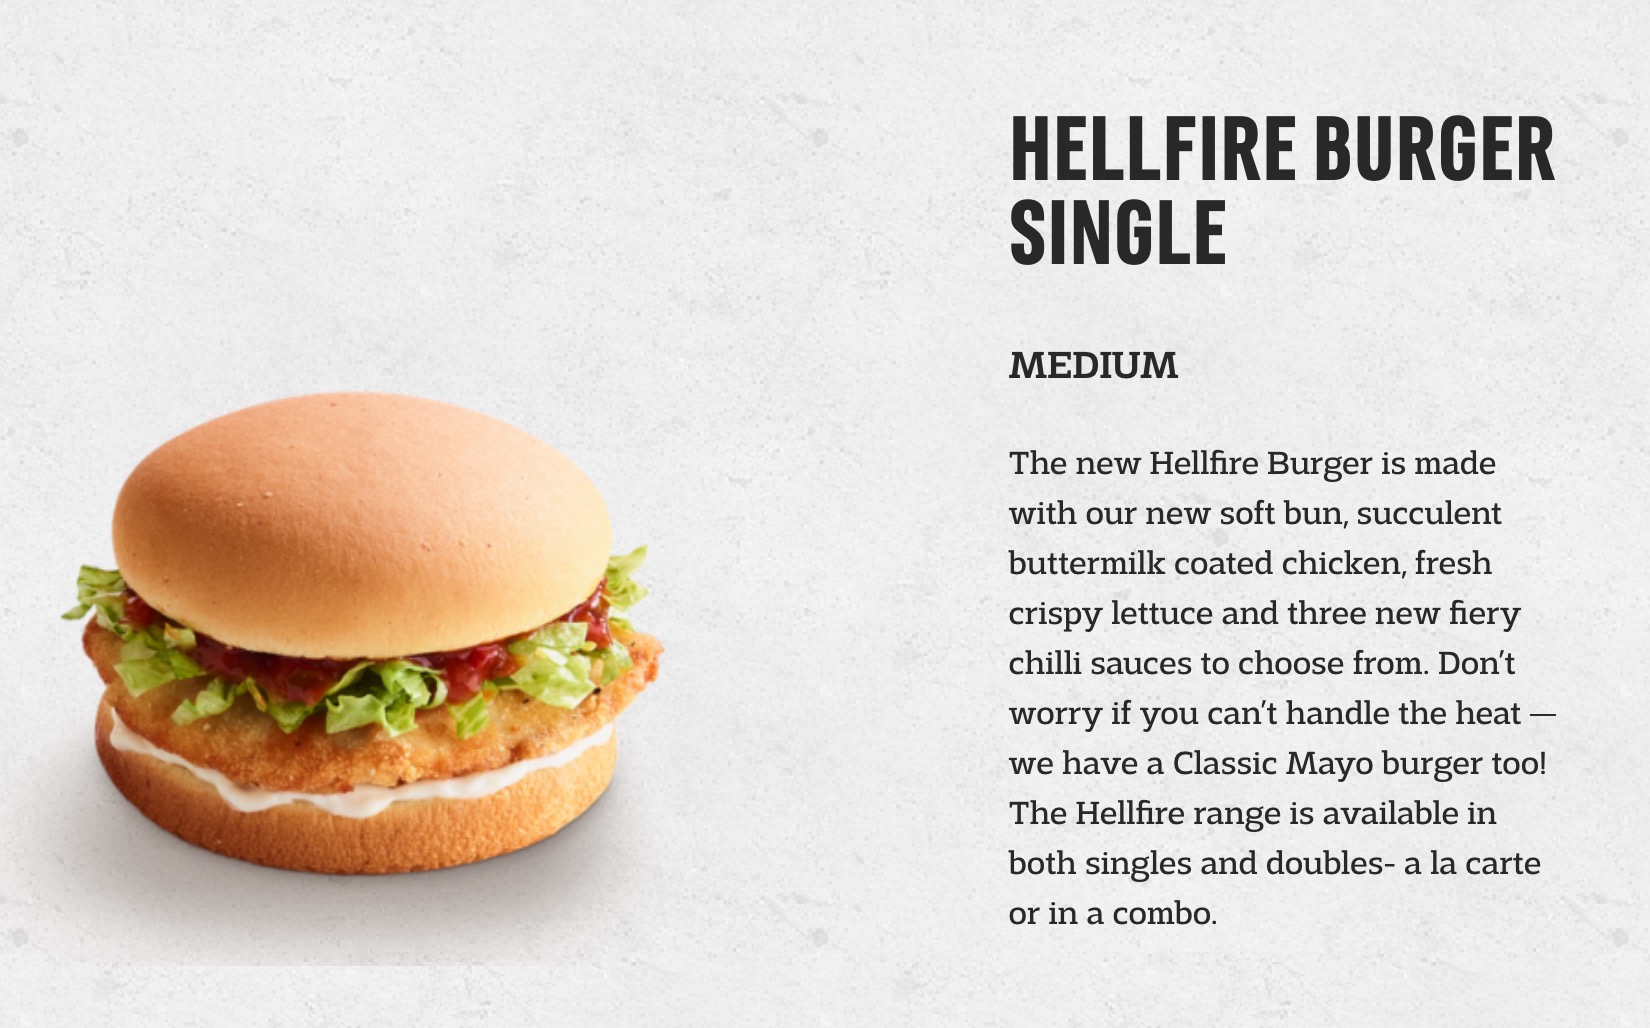 HELLFIRE BURGER
SINGLE
MEDIUM
The new Hellfire Burger is made
with our new soft bun, succulent
buttermilk coated chicken, fresh
crispy lettuce and three new fiery
chilli sauces to choose from. Don't
worry if you can't handle the heat —
we have a Classic Mayo burger too!
The Hellfire range is available in
both singles and doubles- a la carte
or in a combo.